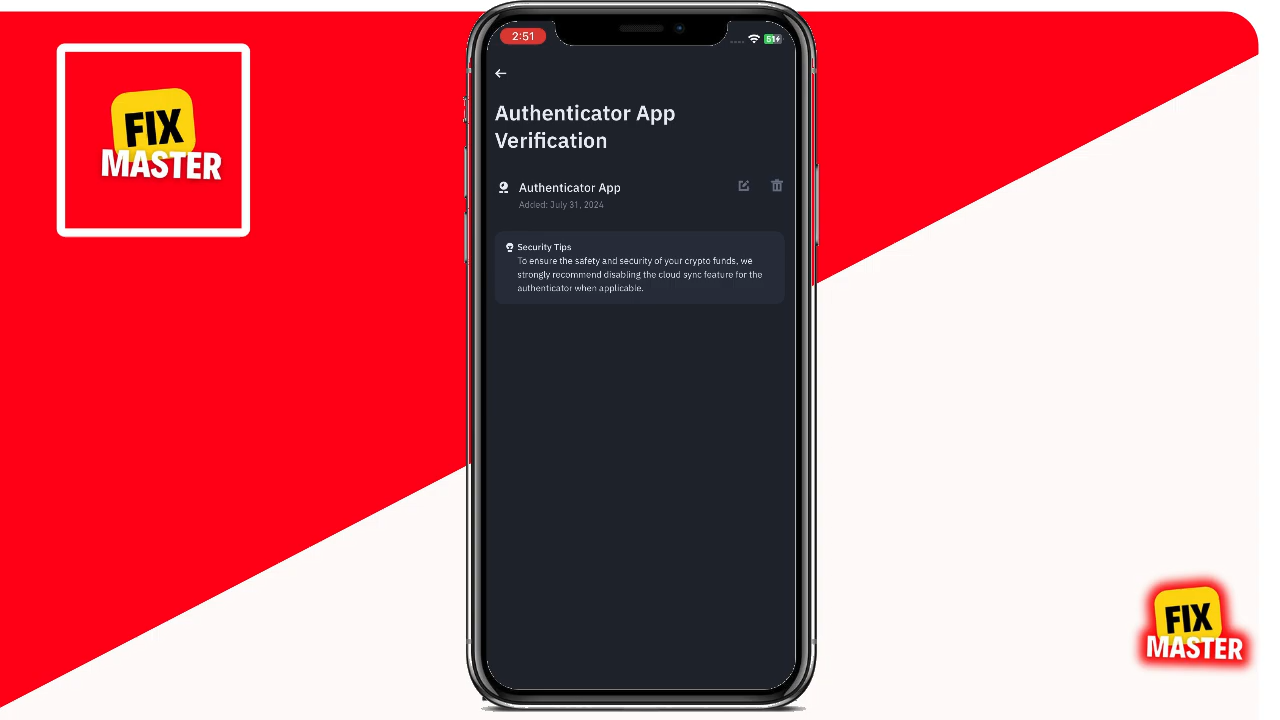 FIX
MASTER
2:51
51
Authenticator App
Verification
Authenticator App
Added: July 31, 2024
Security Tips
To ensure the safety and security of your crypto funds, we
strongly recommend disabling the cloud sync feature for the
authenticator when applicable.
FIX
MASTER